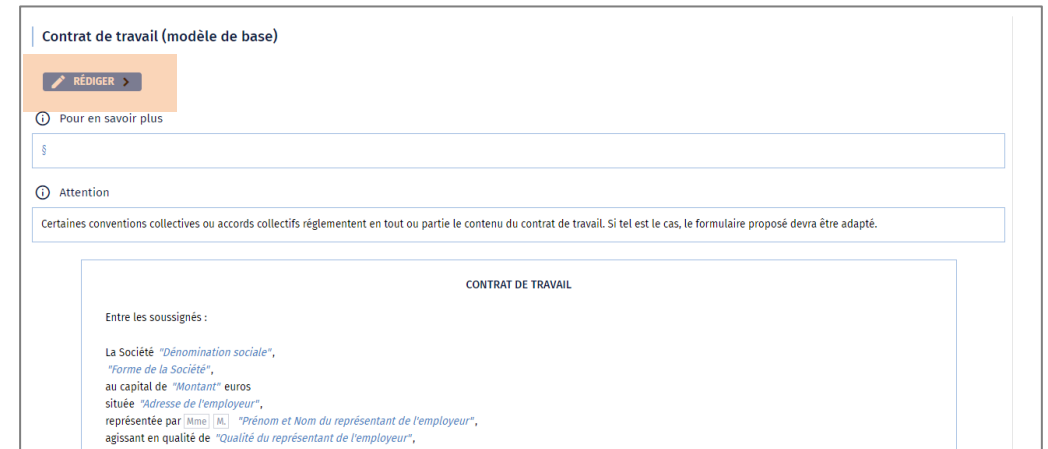 Contrat de travail (modèle de base)
RÉDIGER >
Pour en savoir plus
§
Attention
Certaines conventions collectives ou accords collectifs réglementent en tout ou partie le contenu du contrat de travail. Si tel est le cas, le formulaire proposé devra être adapté.
CONTRAT DE TRAVAIL
Entre les soussignés :
La Société "Dénomination sociale",
"Forme de la Société",
au capital de "Montant" euros
située "Adresse de l'employeur",
représentée par Mme M. "Prénom et Nom du représentant de l'employeur",
agissant en qualité de "Qualité du représentant de l'employeur",